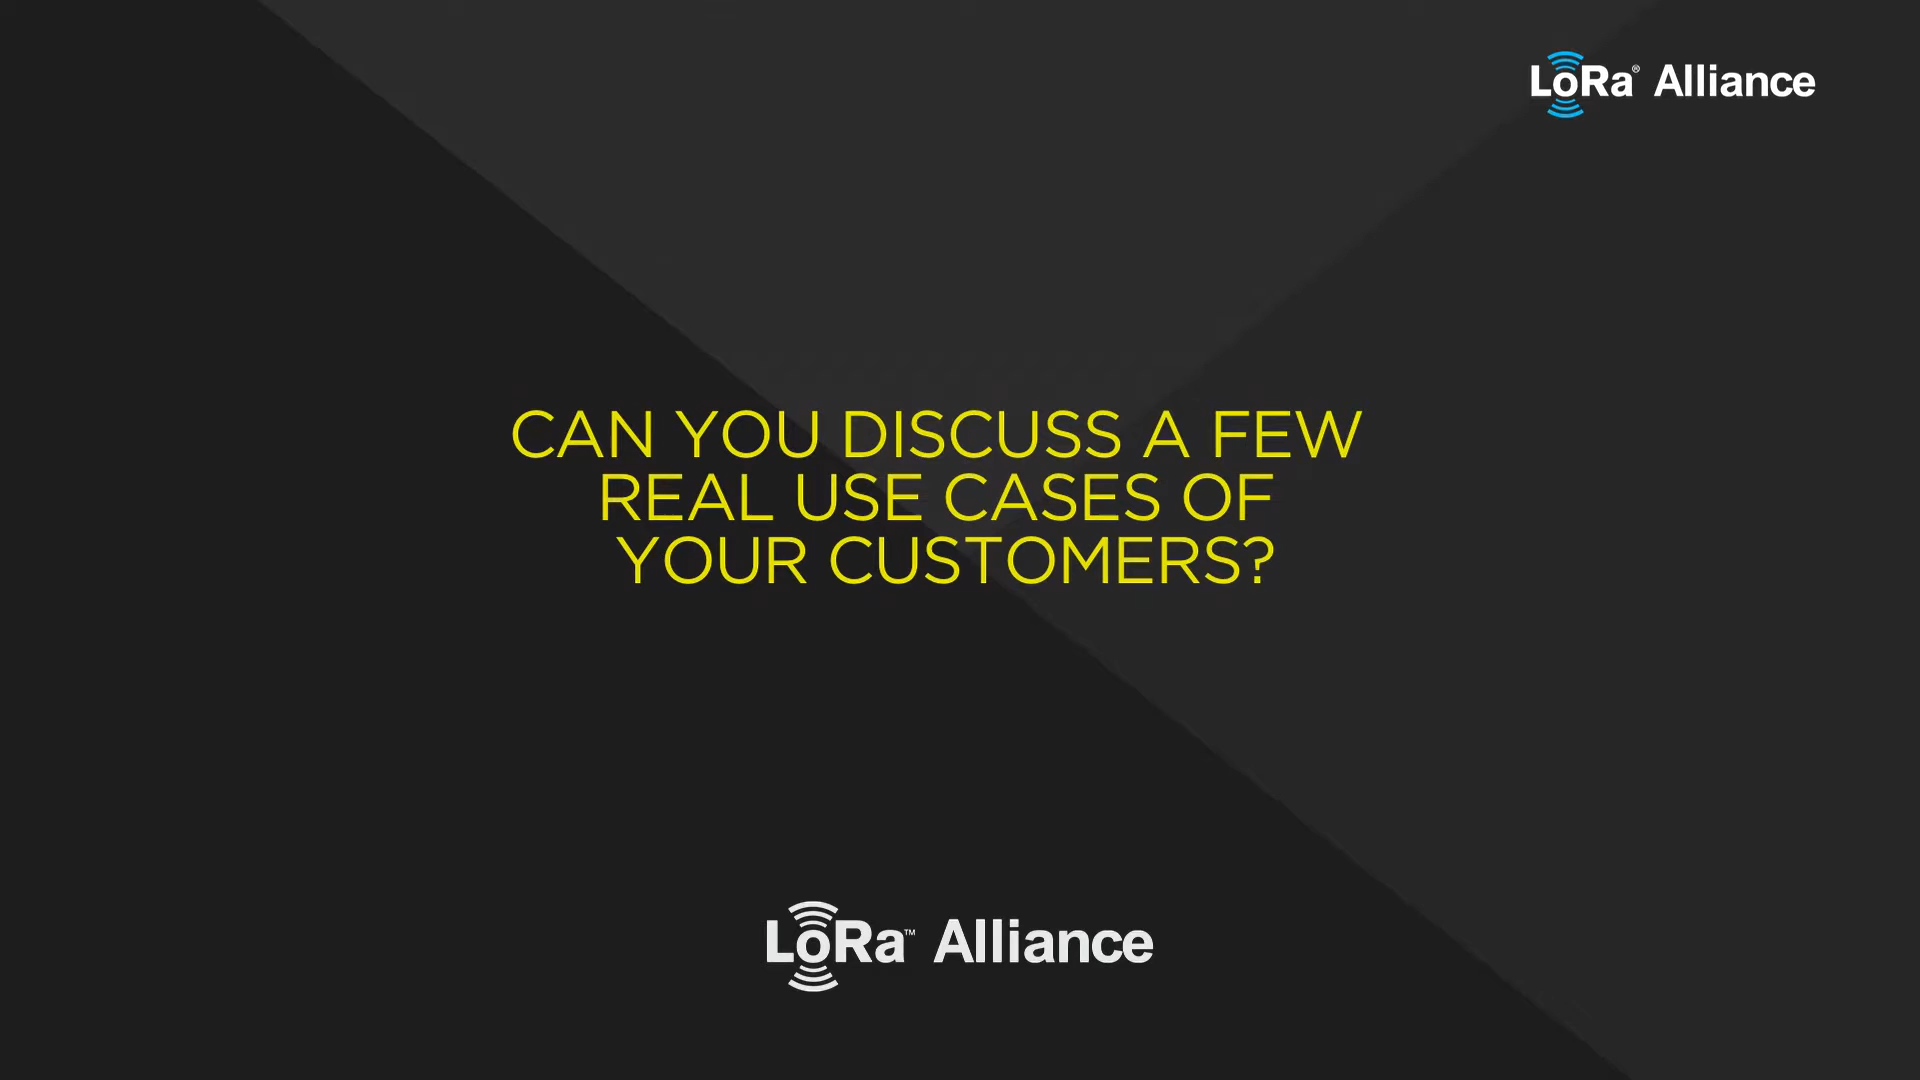 LoRa® Alliance
CAN YOU DISCUSS A FEW
REAL USE CASES OF
YOUR CUSTOMERS?
LoRa™ Alliance